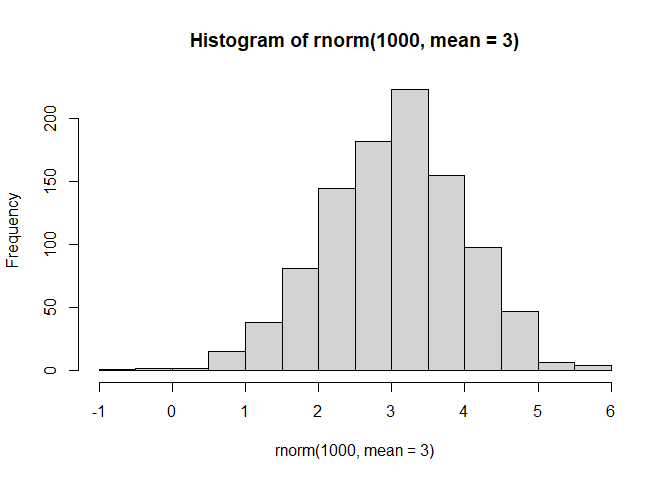 Histogram of rnorm(1000, mean = 3)
Frequency
200
150
100
50
0
-1 0 1 2 3 4 5 6
rnorm(1000, mean = 3)